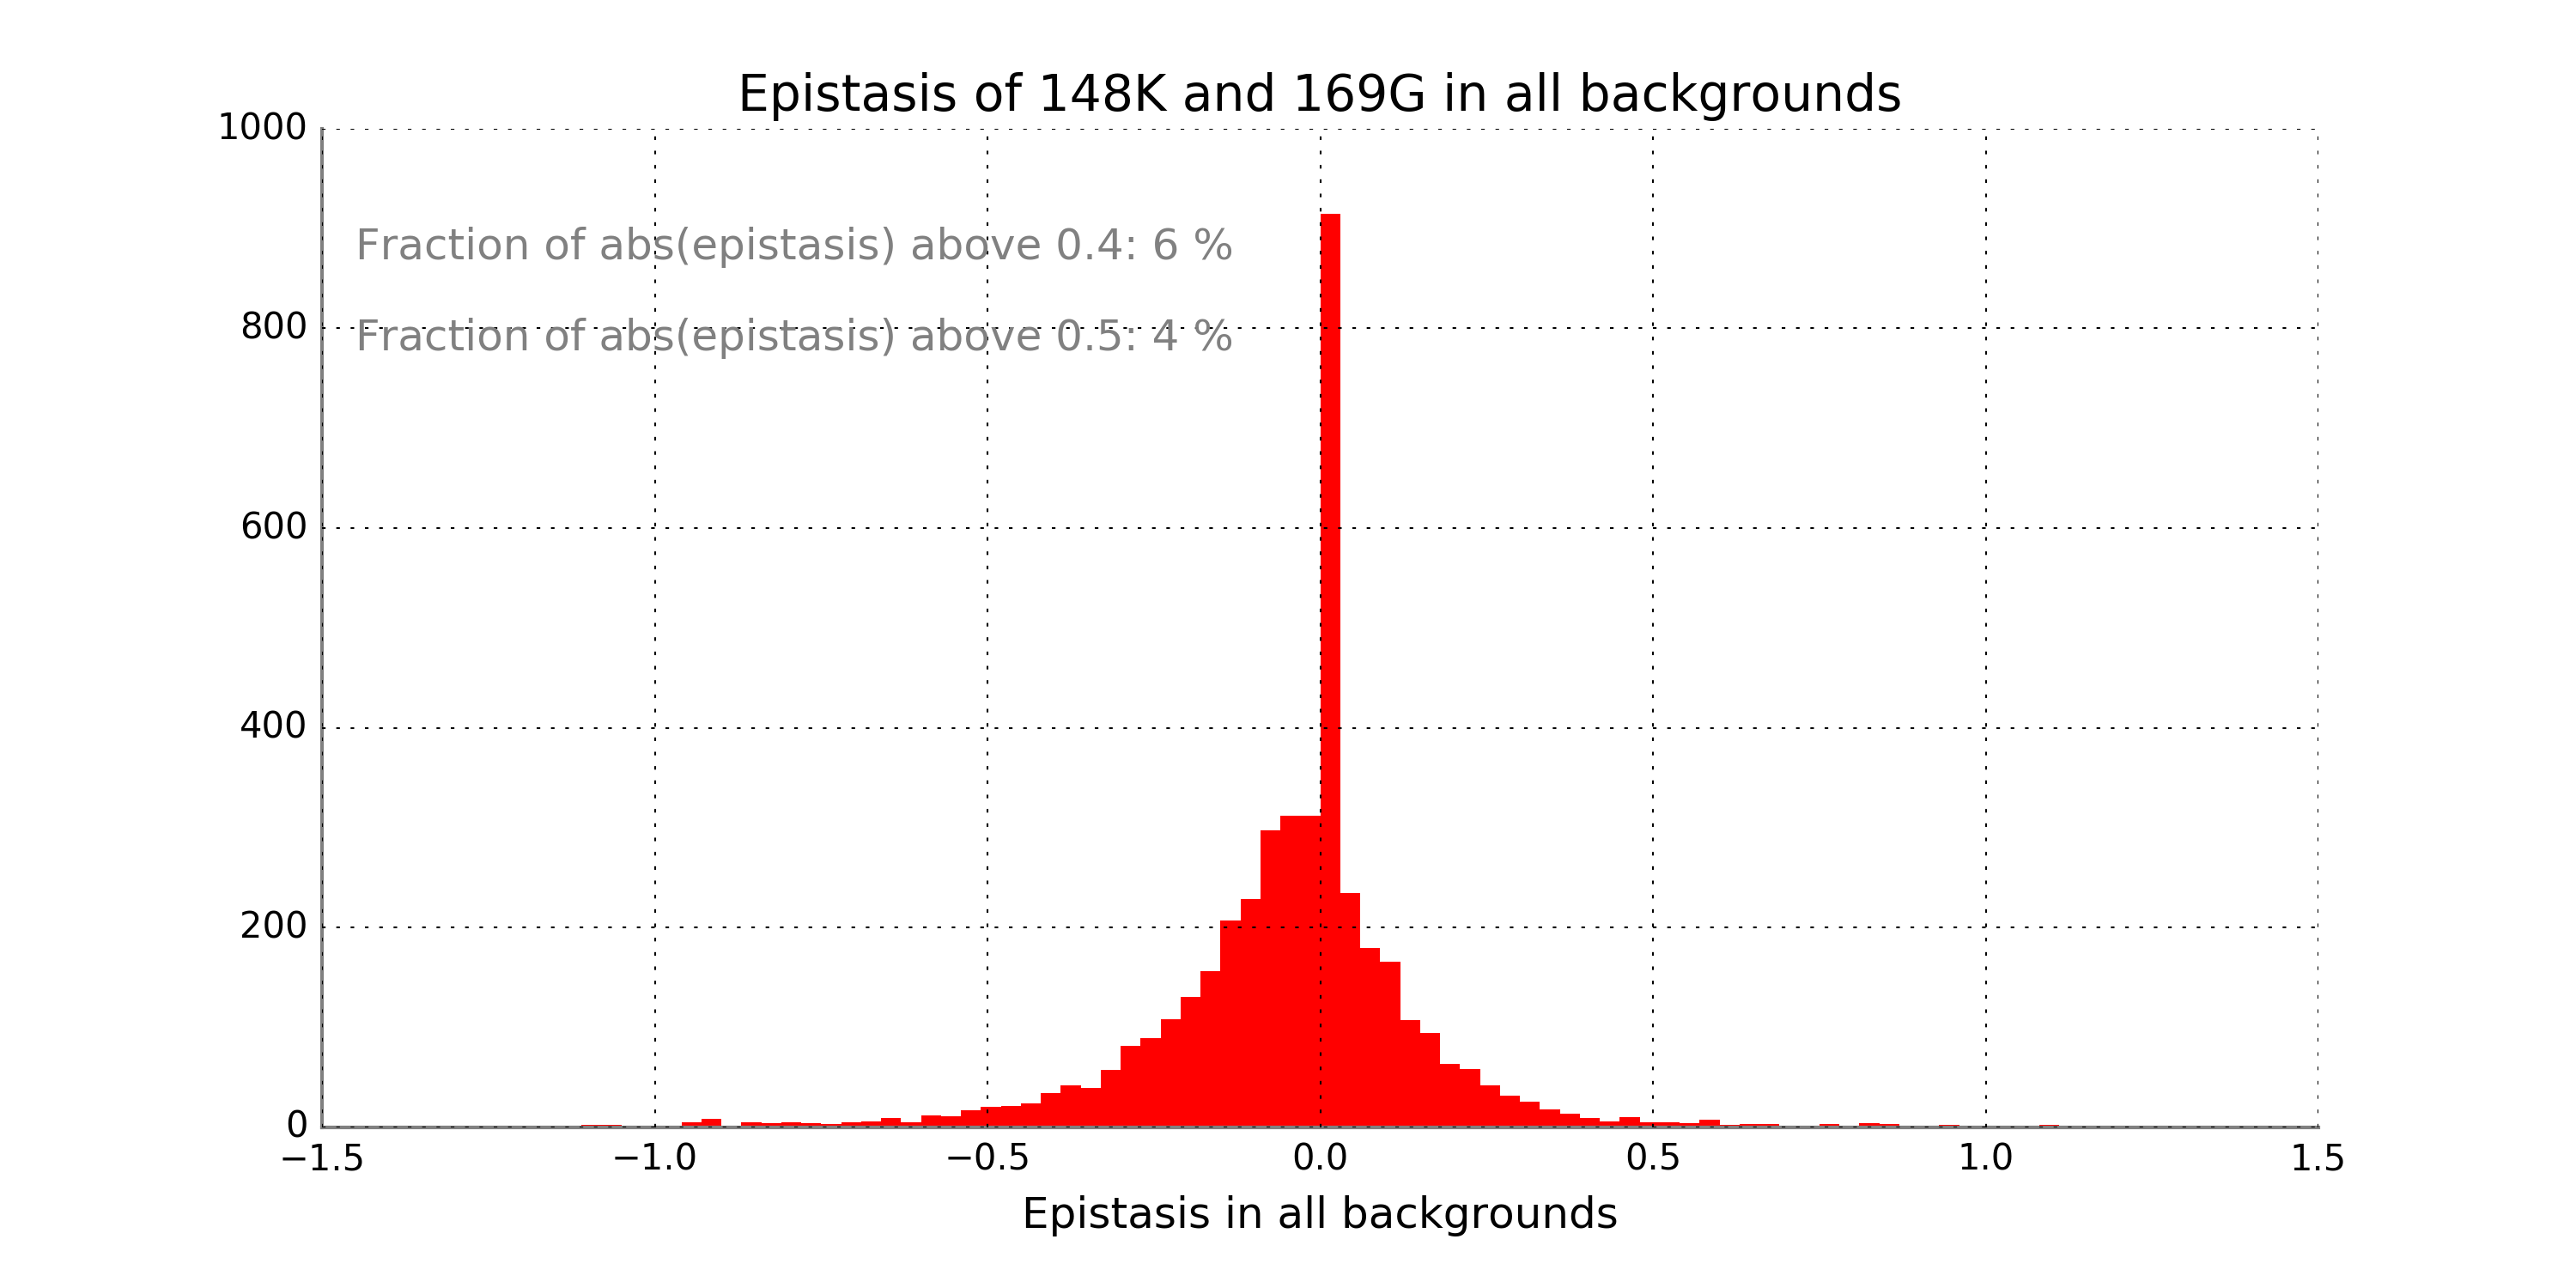 Epistasis of 148K and 169G in all backgrounds
1000
Fraction of abs(epistasis) above 0.4: 6 %
800
Fraction of abs(epistasis) above 0.5: 4 %
600
400
200
0
−1.5 −1.0 −0.5 0.0 0.5 1.0 1.5
Epistasis in all backgrounds